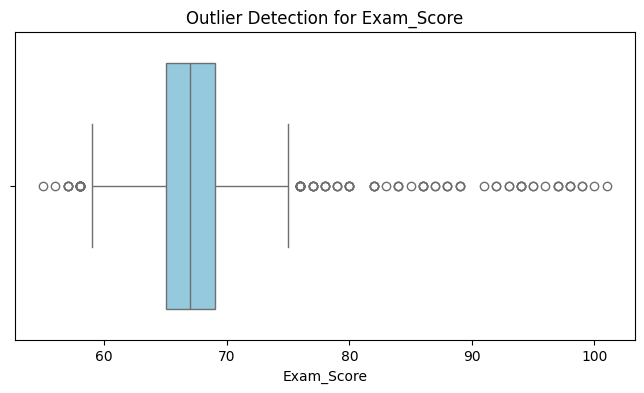 Outlier Detection for Exam_Score
60 70 80 90 100
Exam_Score